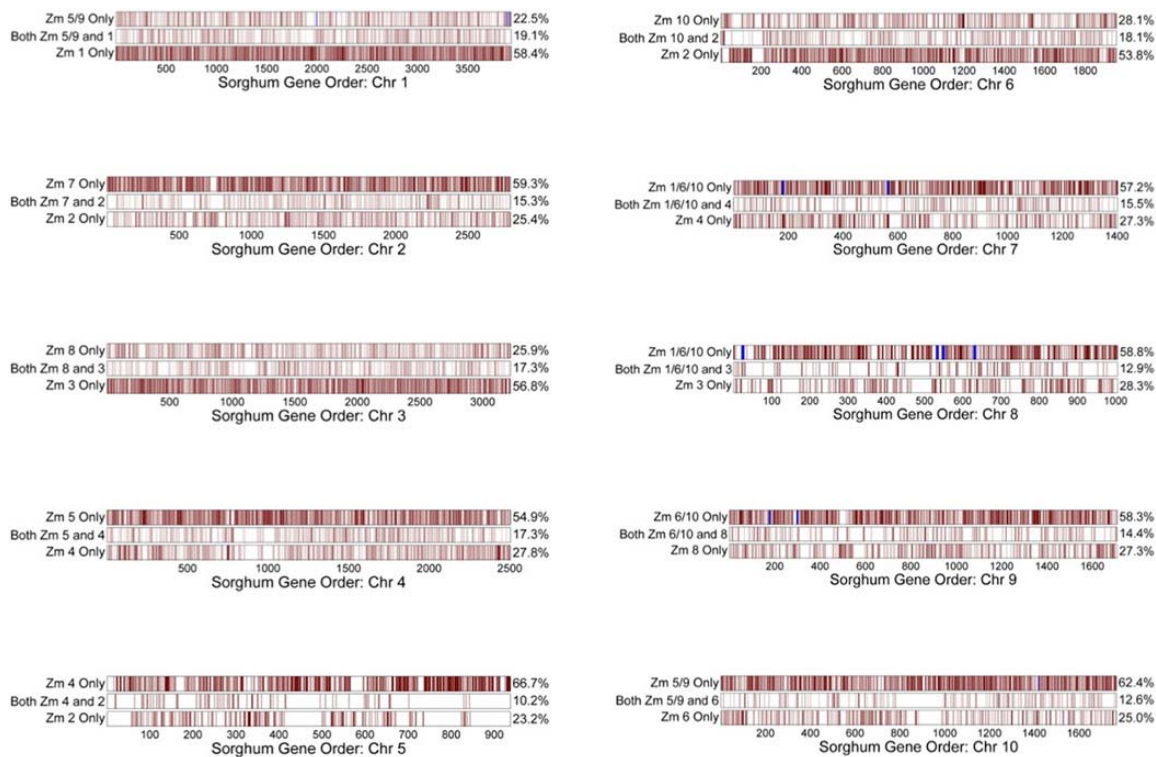 Zm 5/9 Only 22.5%
Both Zm 5/9 and 1 19.1%
Zm 1 Only 58.4%
500 1000 1500 2000 2500 3000 3500
Sorghum Gene Order: Chr 1
Zm 7 Only 59.3%
Both Zm 7 and 2 15.3%
Zm 2 Only 25.4%
500 1000 1500 2000 2500
Sorghum Gene Order: Chr 2
Zm 8 Only 25.9%
Both Zm 8 and 3 17.3%
Zm 3 Only 56.8%
500 1000 1500 2000 2500 3000
Sorghum Gene Order: Chr 3
Zm 5 Only 54.9%
Both Zm 5 and 4 17.3%
Zm 4 Only 27.8%
500 1000 1500 2000 2500
Sorghum Gene Order: Chr 4
Zm 4 Only 66.7%
Both Zm 4 and 2 10.2%
Zm 2 Only 23.2%
100 200 300 400 500 600 700 800 900
Sorghum Gene Order: Chr 5
Zm 10 Only 28.1%
Both Zm 10 and 2 18.1%
Zm 2 Only 53.8%
200 400 600 800 1000 1200 1400 1600 1800
Sorghum Gene Order: Chr 6
Zm 1/6/10 Only 57.2%
Both Zm 1/6/10 and 4 15.5%
Zm 4 Only 27.3%
200 400 600 800 1000 1200 1400
Sorghum Gene Order: Chr 7
Zm 1/6/10 Only 58.8%
Both Zm 1/6/10 and 3 12.9%
Zm 3 Only 28.3%
100 200 300 400 500 600 700 800 900 1000
Sorghum Gene Order: Chr 8
Zm 6/10 Only 58.3%
Both Zm 6/10 and 8 14.4%
Zm 8 Only 27.3%
200 400 600 800 1000 1200 1400 1600
Sorghum Gene Order: Chr 9
Zm 5/9 Only 62.4%
Both Zm 5/9 and 6 12.6%
Zm 6 Only 25.0%
200 400 600 800 1000 1200 1400 1600
Sorghum Gene Order: Chr 10